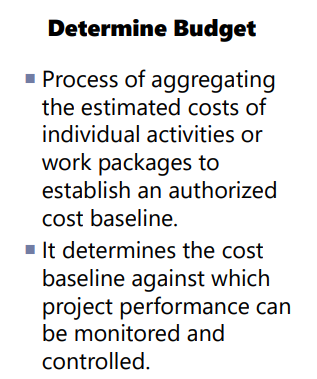 Determine Budget
▪ Process of aggregating
the estimated costs of
individual activities or
work packages to
establish an authorized
cost baseline.
▪ It determines the cost
baseline against which
project performance can
be monitored and
controlled.